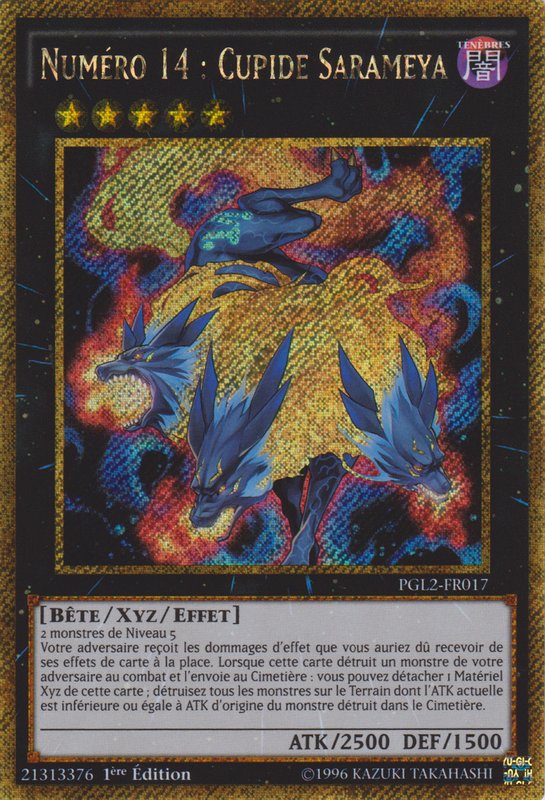 NUMÉRO 14 : CUPIDE SARAMEYA
TÉNÈBRES
闇
14
PGL2-FR017
[BÊTE/XYZ/EFFET]
2 monstres de Niveau 5
Votre adversaire reçoit les dommages d'effet que vous auriez dû recevoir de
ses effets de carte à la place. Lorsque cette carte détruit un monstre de votre
adversaire au combat et l'envoie au Cimetière : vous pouvez détacher 1 Matériel
Xyz de cette carte ; détruisez tous les monstres sur le Terrain dont l'ATK actuelle
est inférieure ou égale à ATK d'origine du monstre détruit dans le Cimetière.
ATK/2500 DEF/1500
21313376 1ère Édition ©1996 KAZUKI TAKAHASHI